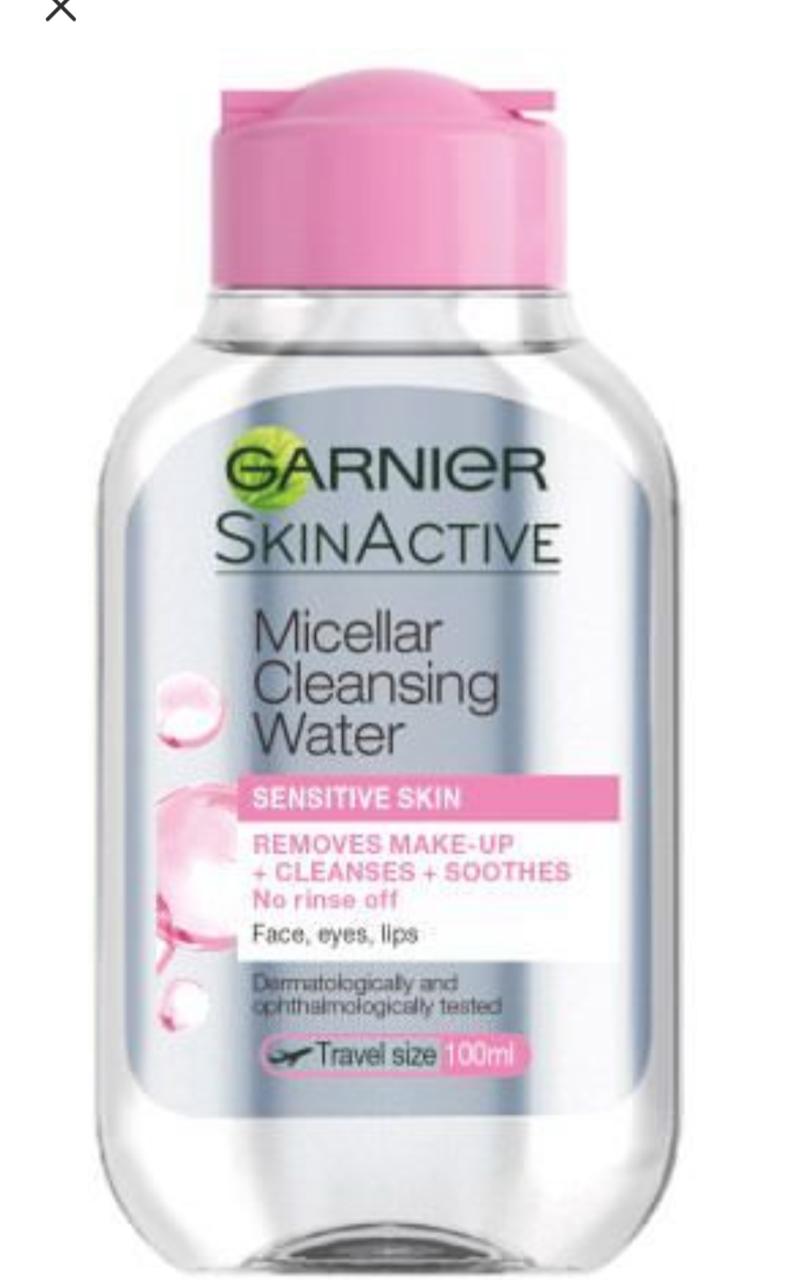 GARNIER
SKINACTIVE
Micellar
Cleansing
Water
SENSITIVE SKIN
REMOVES MAKE-UP
+ CLEANSES + SOOTHES
No rinse off
Face, eyes, lips
Dermatologically and
ophthalmologically tested
Travel size 100ml